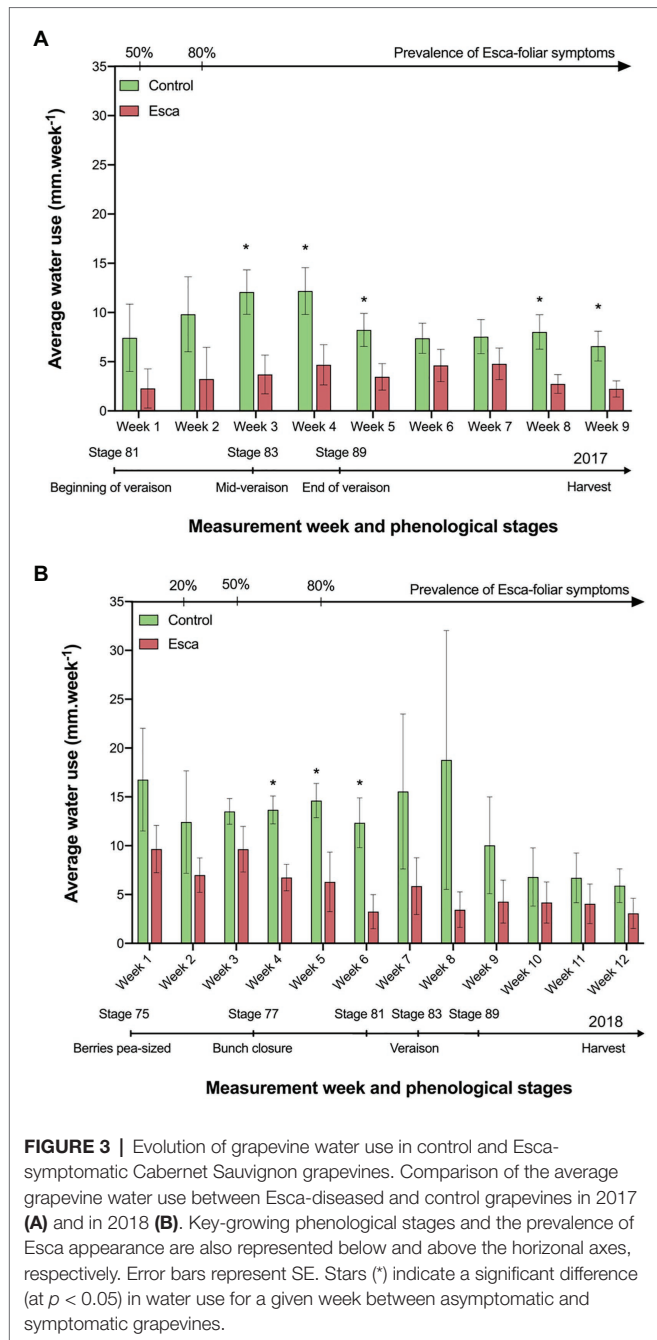 A
50% 80% Prevalence of Esca-foliar symptoms
35
Control
Esca
30
25
20
15
10
5
0
Average water use (mm.week-1)
* * * * *
Week 1 Week 2 Week 3 Week 4 Week 5 Week 6 Week 7 Week 8 Week 9
Stage 81 Stage 83 Stage 89 2017
Beginning of veraison Mid-veraison End of veraison Harvest
Measurement week and phenological stages
B
20% 50% 80% Prevalence of Esca-foliar symptoms
35
Control
Esca
30
25
20
15
10
5
0
Average water use (mm.week-1)
* * *
Week 1 Week 2 Week 3 Week 4 Week 5 Week 6 Week 7 Week 8 Week 9 Week 10 Week 11 Week 12
Stage 75 Stage 77 Stage 81 Stage 83 Stage 89 2018
Berries pea-sized Bunch closure Veraison Harvest
Measurement week and phenological stages
FIGURE 3 | Evolution of grapevine water use in control and Esca-
symptomatic Cabernet Sauvignon grapevines. Comparison of the average
grapevine water use between Esca-diseased and control grapevines in 2017
(A) and in 2018 (B). Key-growing phenological stages and the prevalence of
Esca appearance are also represented below and above the horizonal axes,
respectively. Error bars represent SE. Stars (*) indicate a significant difference
(at p < 0.05) in water use for a given week between asymptomatic and
symptomatic grapevines.